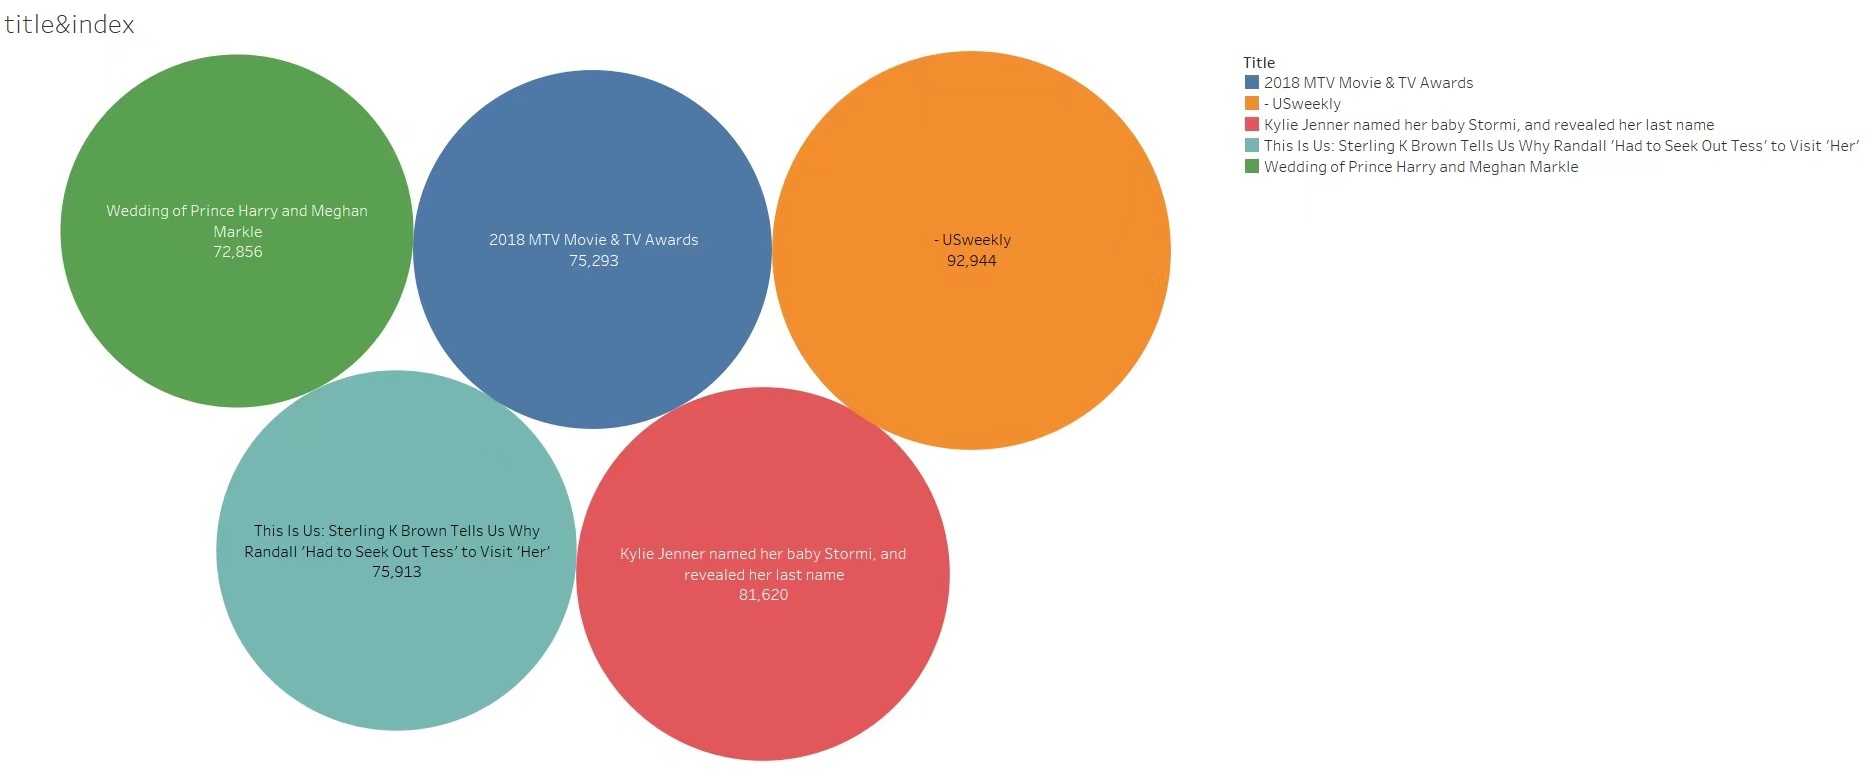 title&index
Wedding of Prince Harry and Meghan
Markle
72,856
2018 MTV Movie & TV Awards
75,293
- USweekly
92,944
This Is Us: Sterling K Brown Tells Us Why
Randall ‘Had to Seek Out Tess’ to Visit ‘Her’
75,913
Kylie Jenner named her baby Stormi, and
revealed her last name
81,620
Title
2018 MTV Movie & TV Awards
- USweekly
Kylie Jenner named her baby Stormi, and revealed her last name
This Is Us: Sterling K Brown Tells Us Why Randall ‘Had to Seek Out Tess’ to Visit ‘Her’
Wedding of Prince Harry and Meghan Markle